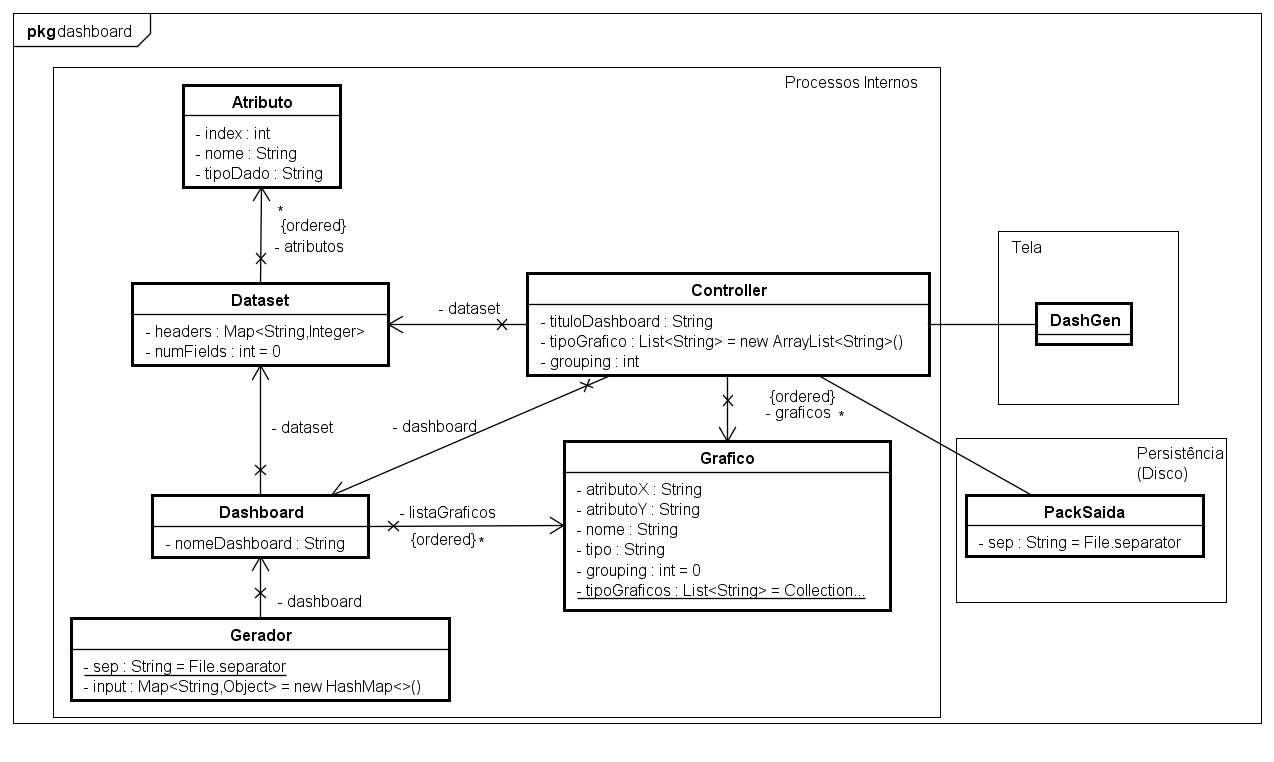 pkg dashboard
Processos Internos
Atributo
- index : int
- nome : String
- tipoDado : String
*
{ordered}
- atributos
Dataset
- headers : Map<String,Integer>
- numFields : int = 0
- dataset
Controller
- tituloDashboard : String
- tipoGrafico : List<String> = new ArrayList<String>()
- grouping : int
Tela
DashGen
- dataset
- dashboard
{ordered}
- graficos *
Grafico
- atributoX : String
- atributoY : String
- nome : String
- tipo : String
- grouping : int = 0
- tipoGraficos : List<String> = Collection...
Persistência
(Disco)
PackSaida
- sep : String = File.separator
Dashboard
- nomeDashboard : String
- listaGraficos
{ordered} *
- dashboard
Gerador
- sep : String = File.separator
- input : Map<String,Object> = new HashMap<>()